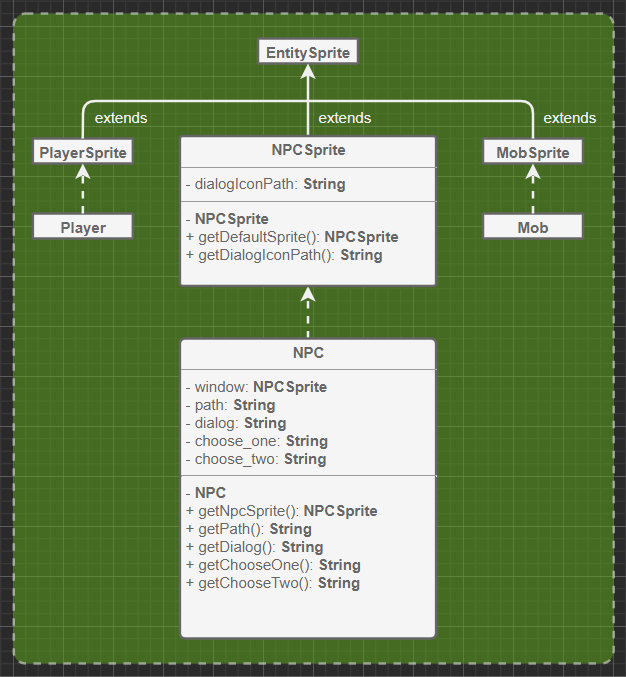 EntitySprite
extends
extends
extends
PlayerSprite
NPCSprite
MobSprite
- dialogIconPath: String
- NPCSprite
+ getDefaultSprite(): NPCSprite
+ getDialogIconPath(): String
Player
Mob
NPC
- window: NPCSprite
- path: String
- dialog: String
- choose_one: String
- choose_two: String
- NPC
+ getNpcSprite(): NPCSprite
+ getPath(): String
+ getDialog(): String
+ getChooseOne(): String
+ getChooseTwo(): String